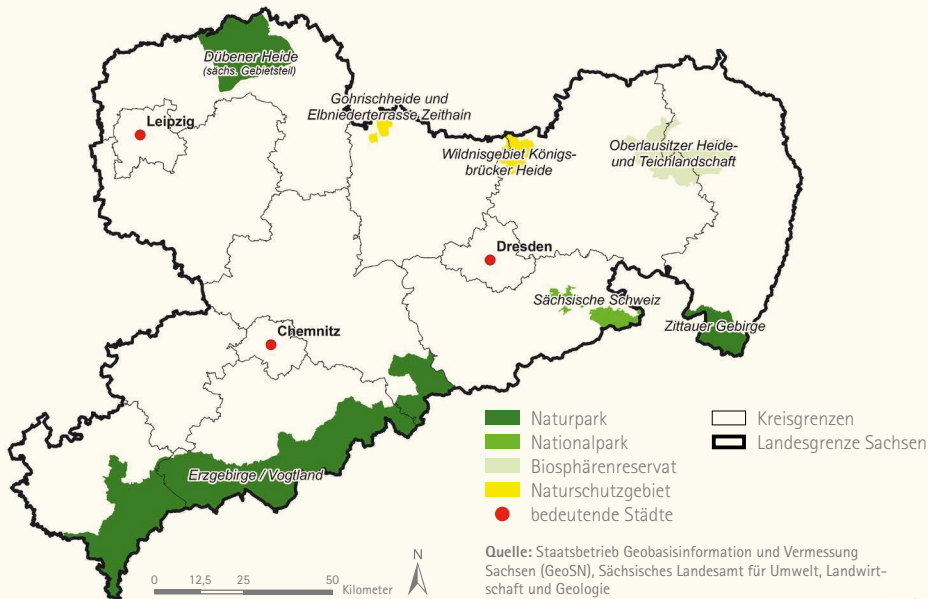 Dübener Heide
(sächs. Gebietsteil)
Leipzig
Gohrischheide und
Elbniederterrasse Zeithain
Wildnisgebiet Königs-
brücker Heide
Oberlausitzer Heide-
und Teichlandschaft
Dresden
Sächsische Schweiz
Zittauer Gebirge
Chemnitz
Erzgebirge / Vogtland
Naturpark
Nationalpark
Biosphärenreservat
Naturschutzgebiet
bedeutende Städte
Kreisgrenzen
Landesgrenze Sachsen
0 12,5 25 50
Kilometer
N
Quelle: Staatsbetrieb Geobasisinformation und Vermessung
Sachsen (GeoSN), Sächsisches Landesamt für Umwelt, Landwirt-
schaft und Geologie